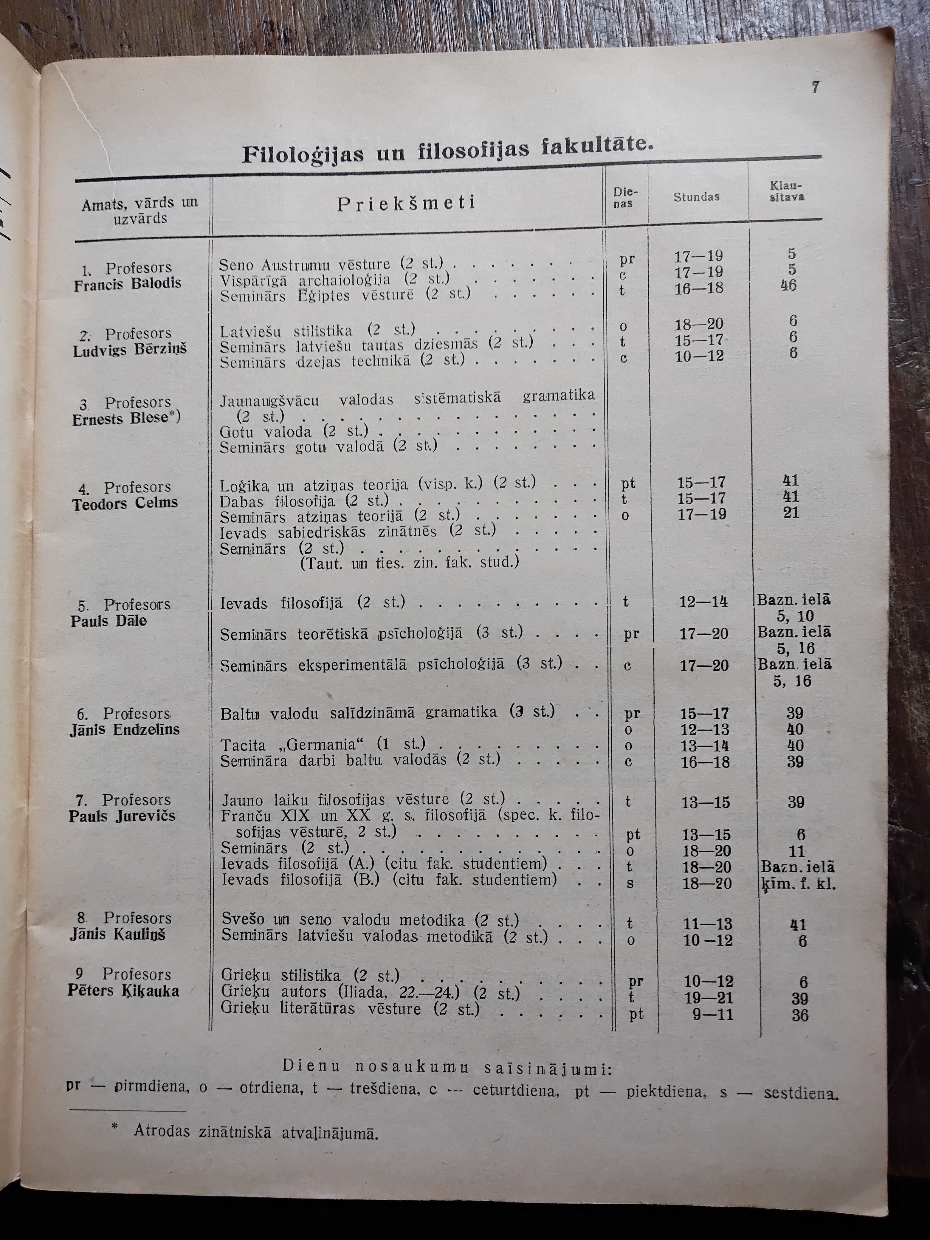 7
Filoloģijas un filosofijas fakultāte.
Amats, vārds un uzvārds | Priekšmeti | Die-nas | Stundas | Klau-sītava
1. Profesors Seno Austrumu vēsture (2 st.) . . . . . . . pr 17—19 5
Francis Balodis Vispārīgā archaioloģija (2 st.) . . . . . . . c 17—19 5
Seminārs Ēģiptes vēsturē (2 st.) . . . . . . t 16—18 46
2. Profesors Latviešu stilistika (2 st.) . . . . . . . . . o 18—20 6
Ludvigs Bērziņš Seminārs latviešu tautas dziesmās (2 st.) . . . t 15—17 6
Seminārs dzejas technikā (2 st.) . . . . . . . c 10—12 6
3 Profesors Jaunaugšvācu valodas sistēmatiskā gramatika
Ernests Blese*) (2 st.) . . . . . . . . . . . . . . .
Gotu valoda (2 st.) . . . . . . . . . . . .
Seminārs gotu valodā (2 st.) . . . . . . . .
4. Profesors Loģika un atziņas teorija (visp. k.) (2 st.) . . . pt 15—17 41
Teodors Celms Dabas filosofija (2 st.) . . . . . . . . . . . t 15—17 41
Seminārs atziņas teorijā (2 st.) . . . . . . . o 17—19 21
Ievads sabiedriskās zinātnēs (2 st.) . . . . .
Seminārs (2 st.) . . . . . . . . . . . . .
(Taut. un ties. zin. fak. stud.)
5. Profesors Ievads filosofijā (2 st.) . . . . . . . . . . t 12—14 Bazn. ielā
Pauls Dāle 5, 10
Seminārs teorētiskā psīcholoģijā (3 st.) . . . . pr 17—20 Bazn. ielā
5, 16
Seminārs eksperimentālā psīcholoģijā (3 st.) . . c 17—20 Bazn. ielā
5, 16
6. Profesors Baltu valodu salīdzināmā gramatika (3 st.) . . pr 15—17 39
Jānis Endzelīns o 12—13 40
Tacita „Germania“ (1 st.) . . . . . . . . . o 13—14 40
Semināra darbi baltu valodās (2 st.) . . . . . c 16—18 39
7. Profesors Jauno laiku filosofijas vēsture (2 st.) . . . . . t 13—15 39
Pauls Jurevičs Franču XIX un XX g. s. filosofijā (spec. k. filo-
sofijas vēsturē, 2 st.) . . . . . . . . . . pt 13—15 6
Seminārs (2 st.) . . . . . . . . . . . . . o 18—20 11
Ievads filosofijā (A.) (citu fak. studentiem) . . . t 18—20 Bazn. ielā
Ievads filosofijā (B.) (citu fak. studentiem) . . s 18—20 ķīm. f. kl.
8 Profesors Svešo un seno valodu metodika (2 st.) . . . . t 11—13 41
Jānis Kauliņš Seminārs latviešu valodas metodikā (2 st.) . . . o 10—12 6
9 Profesors Grieķu stilistika (2 st.) . . . . . . . . . . pr 10—12 6
Pēters Ķiķauka Grieķu autors (Iliada, 22.—24.) (2 st.) . . . . t 19—21 39
Grieķu literātūras vēsture (2 st.) . . . . . . pt 9—11 36
Dienu nosaukumu saīsinājumi:
pr — pirmdiena, o — otrdiena, t — trešdiena, c — ceturtdiena, pt — piektdiena, s — sestdiena.
* Atrodas zinātniskā atvaļinājumā.